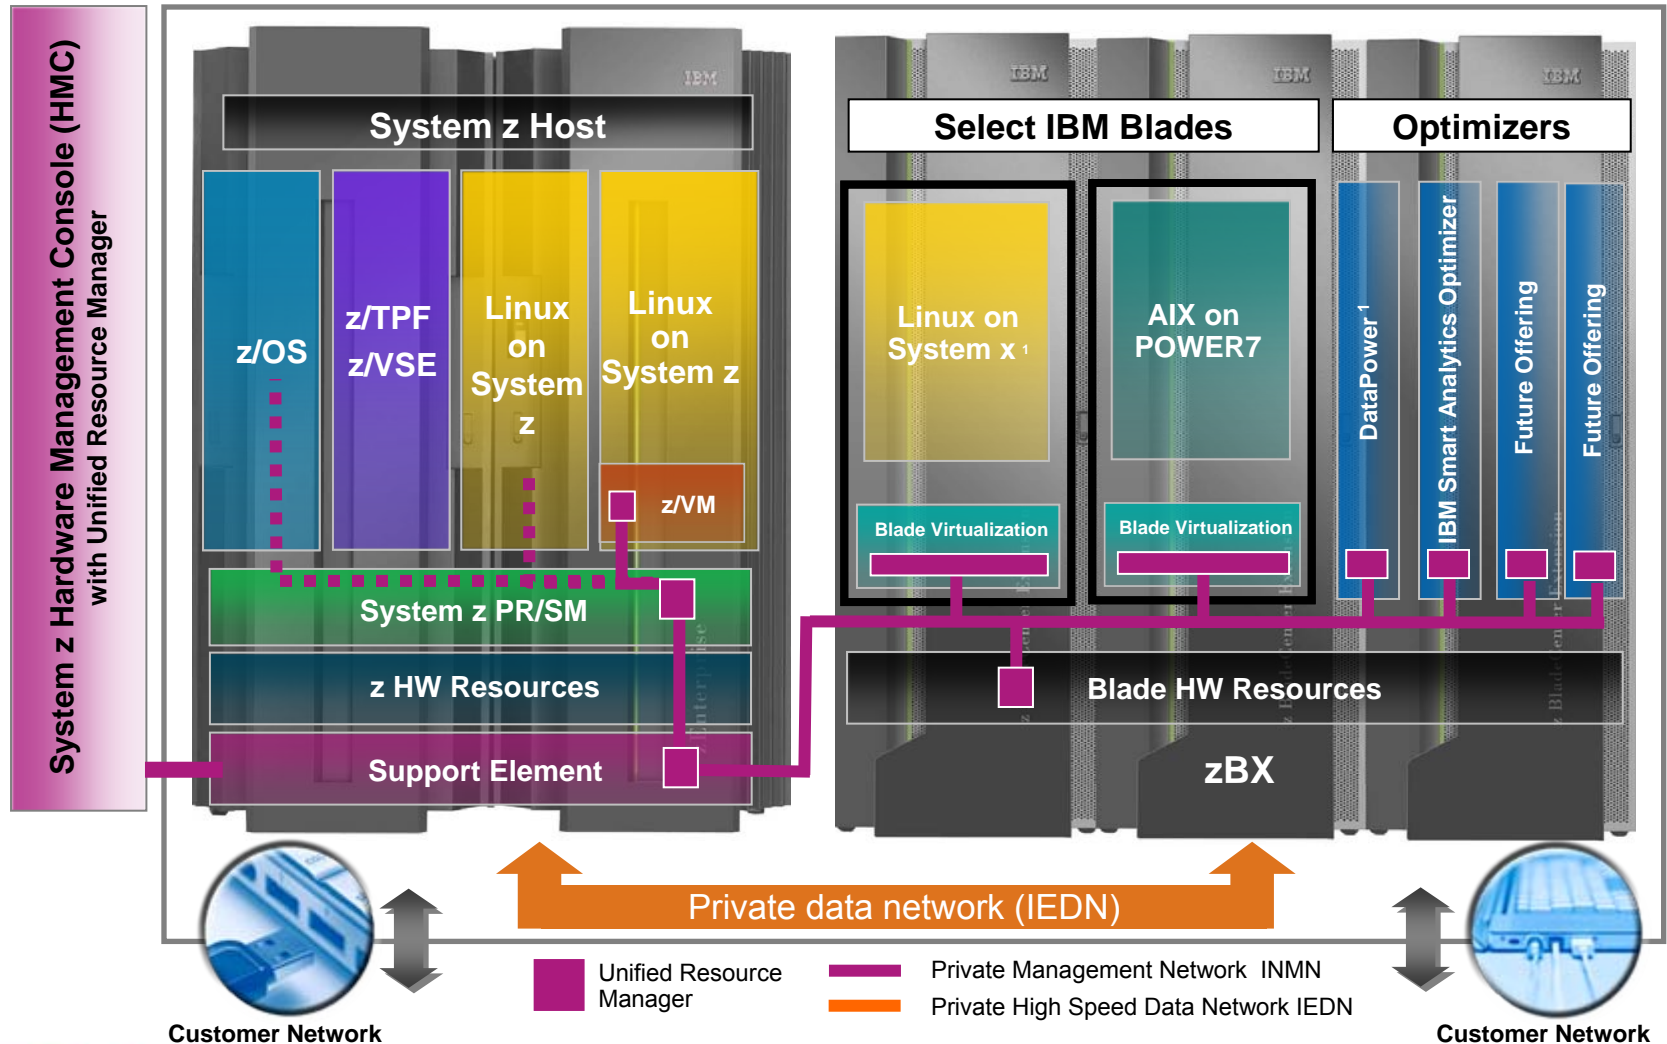 System z Hardware Management Console (HMC)
with Unified Resource Manager
IBM
IBM
IBM
IBM
System z Host
Select IBM Blades
Optimizers
z/OS
z/TPF
z/VSE
Linux
on
System
z
Linux
on
System z
z/VM
Linux on
System x 1
AIX on
POWER7
DataPower 1
IBM Smart Analytics Optimizer
Future Offering
Future Offering
Blade Virtualization
Blade Virtualization
System z PR/SM
z HW Resources
Support Element
Blade HW Resources
zBX
zEnterprise
z BladeCenter Extension
Private data network (IEDN)
Unified Resource
Manager
Private Management Network INMN
Private High Speed Data Network IEDN
Customer Network
Customer Network